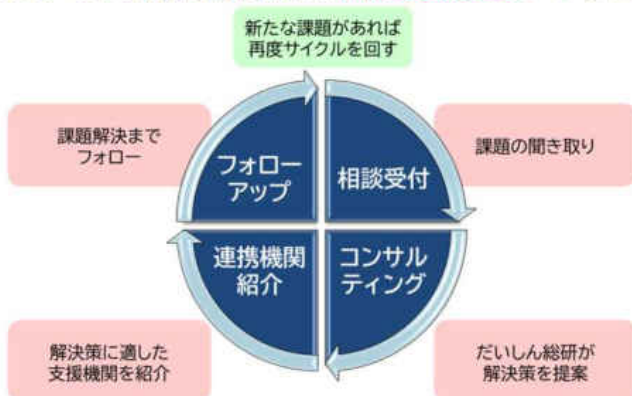 新たな課題があれば
再度サイクルを回す
課題解決まで
フォロー
フォロー
アップ
相談受付
課題の聞き取り
連携機関
紹介
コンサル
ティング
解決策に適した
支援機関を紹介
だいしん総研が
解決策を提案